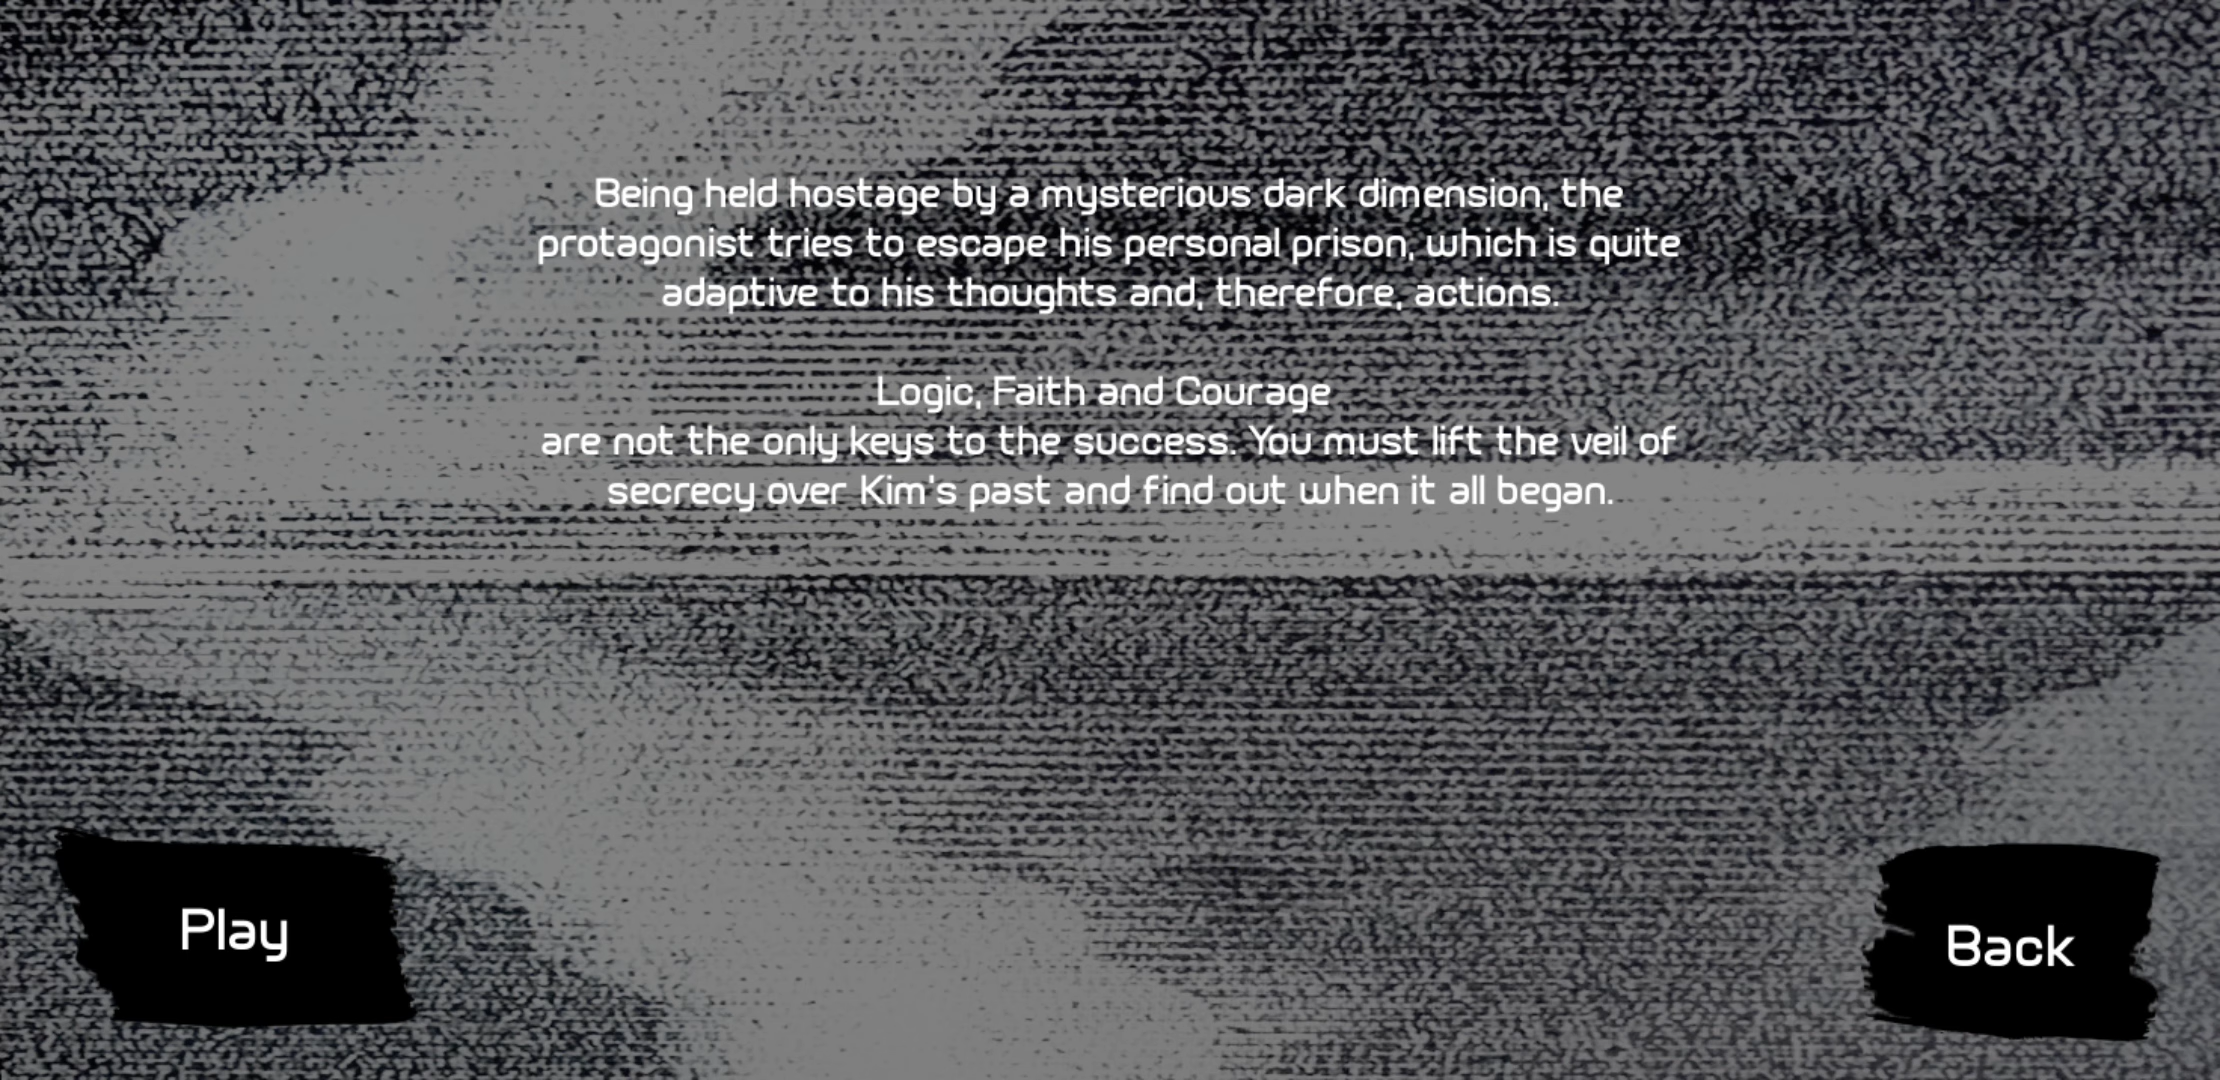 Being held hostage by a mysterious dark dimension, the
protagonist tries to escape his personal prison, which is quite
adaptive to his thoughts and, therefore, actions.
Logic, Faith and Courage
are not the only keys to the success. You must lift the veil of
secrecy over Kim's past and find out when it all began.
Play
Back